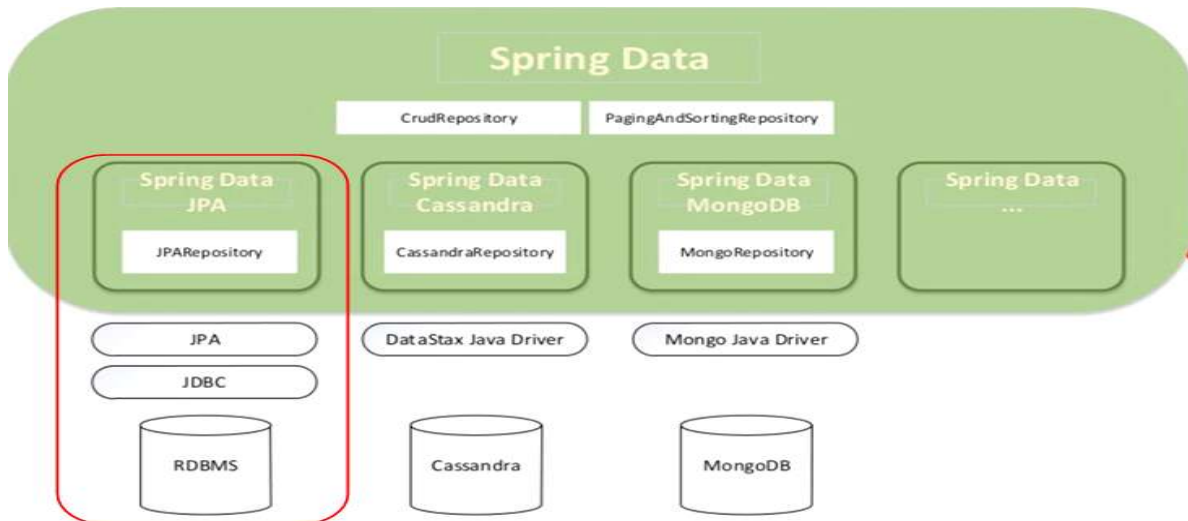 Spring Data
CrudRepository
PagingAndSortingRepository
Spring Data
JPA
JPARepository
Spring Data
Cassandra
CassandraRepository
Spring Data
MongoDB
MongoRepository
Spring Data
...
JPA
DataStax Java Driver
Mongo Java Driver
JDBC
RDBMS
Cassandra
MongoDB